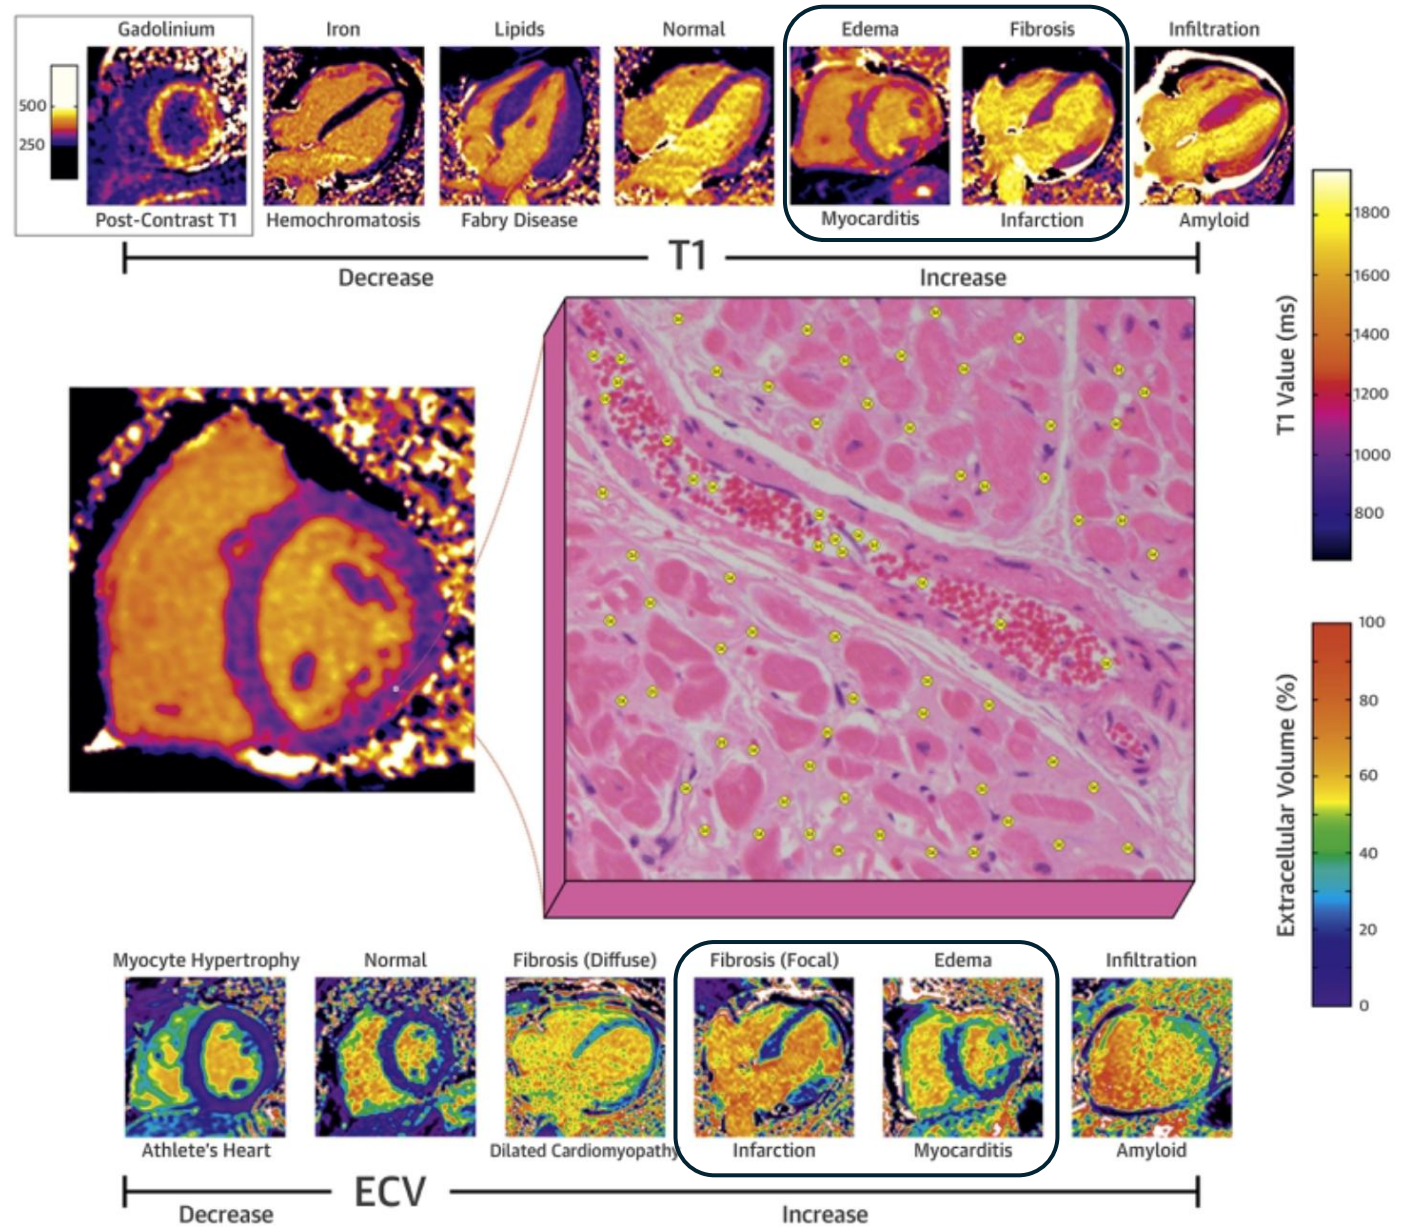 Gadolinium
Iron
Lipids
Normal
Edema
Fibrosis
Infiltration
500
250
Post-Contrast T1
Hemochromatosis
Fabry Disease
Myocarditis
Infarction
Amyloid
T1
Decrease
Increase
T1 Value (ms)
1800
1600
1400
1200
1000
800
Extracellular Volume (%)
100
80
60
40
20
0
Myocyte Hypertrophy
Normal
Fibrosis (Diffuse)
Fibrosis (Focal)
Edema
Infiltration
Athlete's Heart
Dilated Cardiomyopathy
Infarction
Myocarditis
Amyloid
ECV
Decrease
Increase